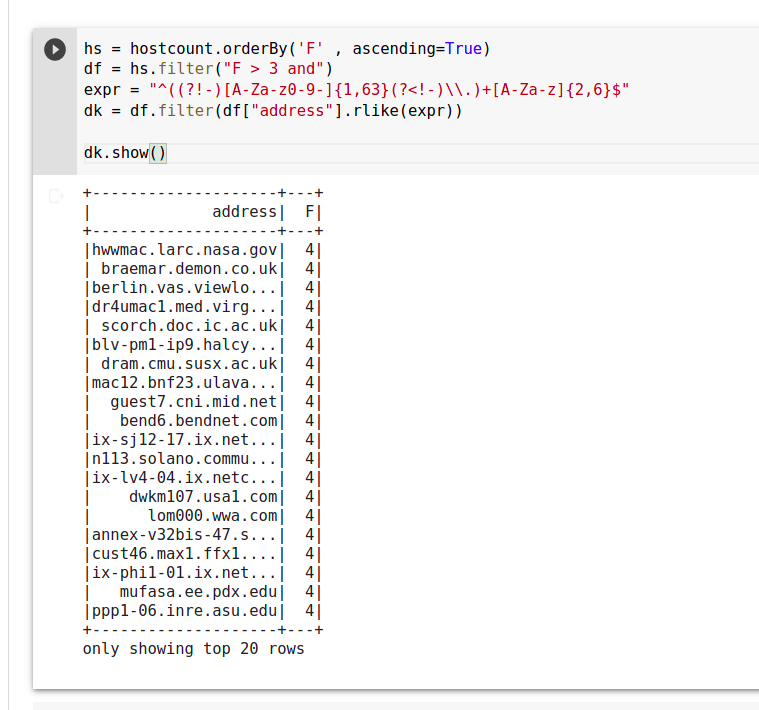 hs = hostcount.orderBy('F' , ascending=True)
df = hs.filter("F > 3 and")
expr = "^((?!-)[A-Za-z0-9-]{1,63}(?<!-)\\.)+[A-Za-z]{2,6}$"
dk = df.filter(df["address"].rlike(expr))
dk.show()
+--------------------+---+
|             address|  F|
+--------------------+---+
|hwwmac.larc.nasa.gov|  4|
| braemar.demon.co.uk|  4|
|berlin.vas.viewlo...|  4|
|dr4umac1.med.virg...|  4|
| scorch.doc.ic.ac.uk|  4|
|blv-pm1-ip9.halcy...|  4|
| dram.cmu.susx.ac.uk|  4|
|mac12.bnf23.ulava...|  4|
|  guest7.cni.mid.net|  4|
|   bend6.bendnet.com|  4|
|ix-sj12-17.ix.net...|  4|
|n113.solano.commu...|  4|
|ix-lv4-04.ix.netc...|  4|
|    dwkm107.usa1.com|  4|
|      lom000.wwa.com|  4|
|annex-v32bis-47.s...|  4|
|cust46.max1.ffx1....|  4|
|ix-phi1-01.ix.net...|  4|
|   mufasa.ee.pdx.edu|  4|
|ppp1-06.inre.asu.edu|  4|
+--------------------+---+
only showing top 20 rows